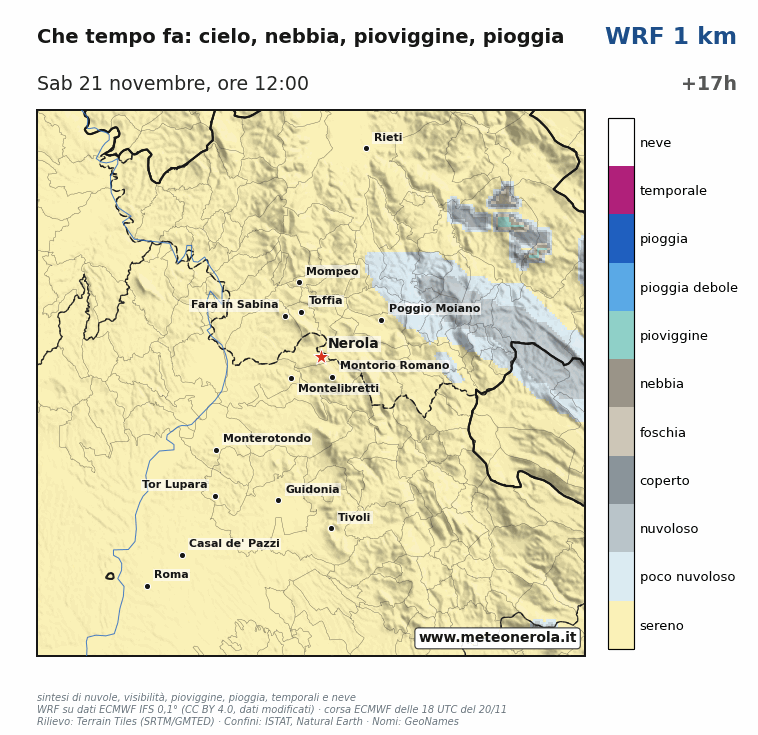 Che tempo fa: cielo, nebbia, pioviggine, pioggia
WRF 1 km
Sab 21 novembre, ore 12:00
+17h
Rieti
Mompeo
Toffia
Fara in Sabina
Poggio Moiano
Nerola
Montorio Romano
Montelibretti
Monterotondo
Tor Lupara
Guidonia
Tivoli
Casal de' Pazzi
Roma
www.meteonerola.it
neve
temporale
pioggia
pioggia debole
pioviggine
nebbia
foschia
coperto
nuvoloso
poco nuvoloso
sereno
sintesi di nuvole, visibilità, pioviggine, pioggia, temporali e neve
WRF su dati ECMWF IFS 0,1° (CC BY 4.0, dati modificati) · corsa ECMWF delle 18 UTC del 20/11
Rilievo: Terrain Tiles (SRTM/GMTED) · Confini: ISTAT, Natural Earth · Nomi: GeoNames